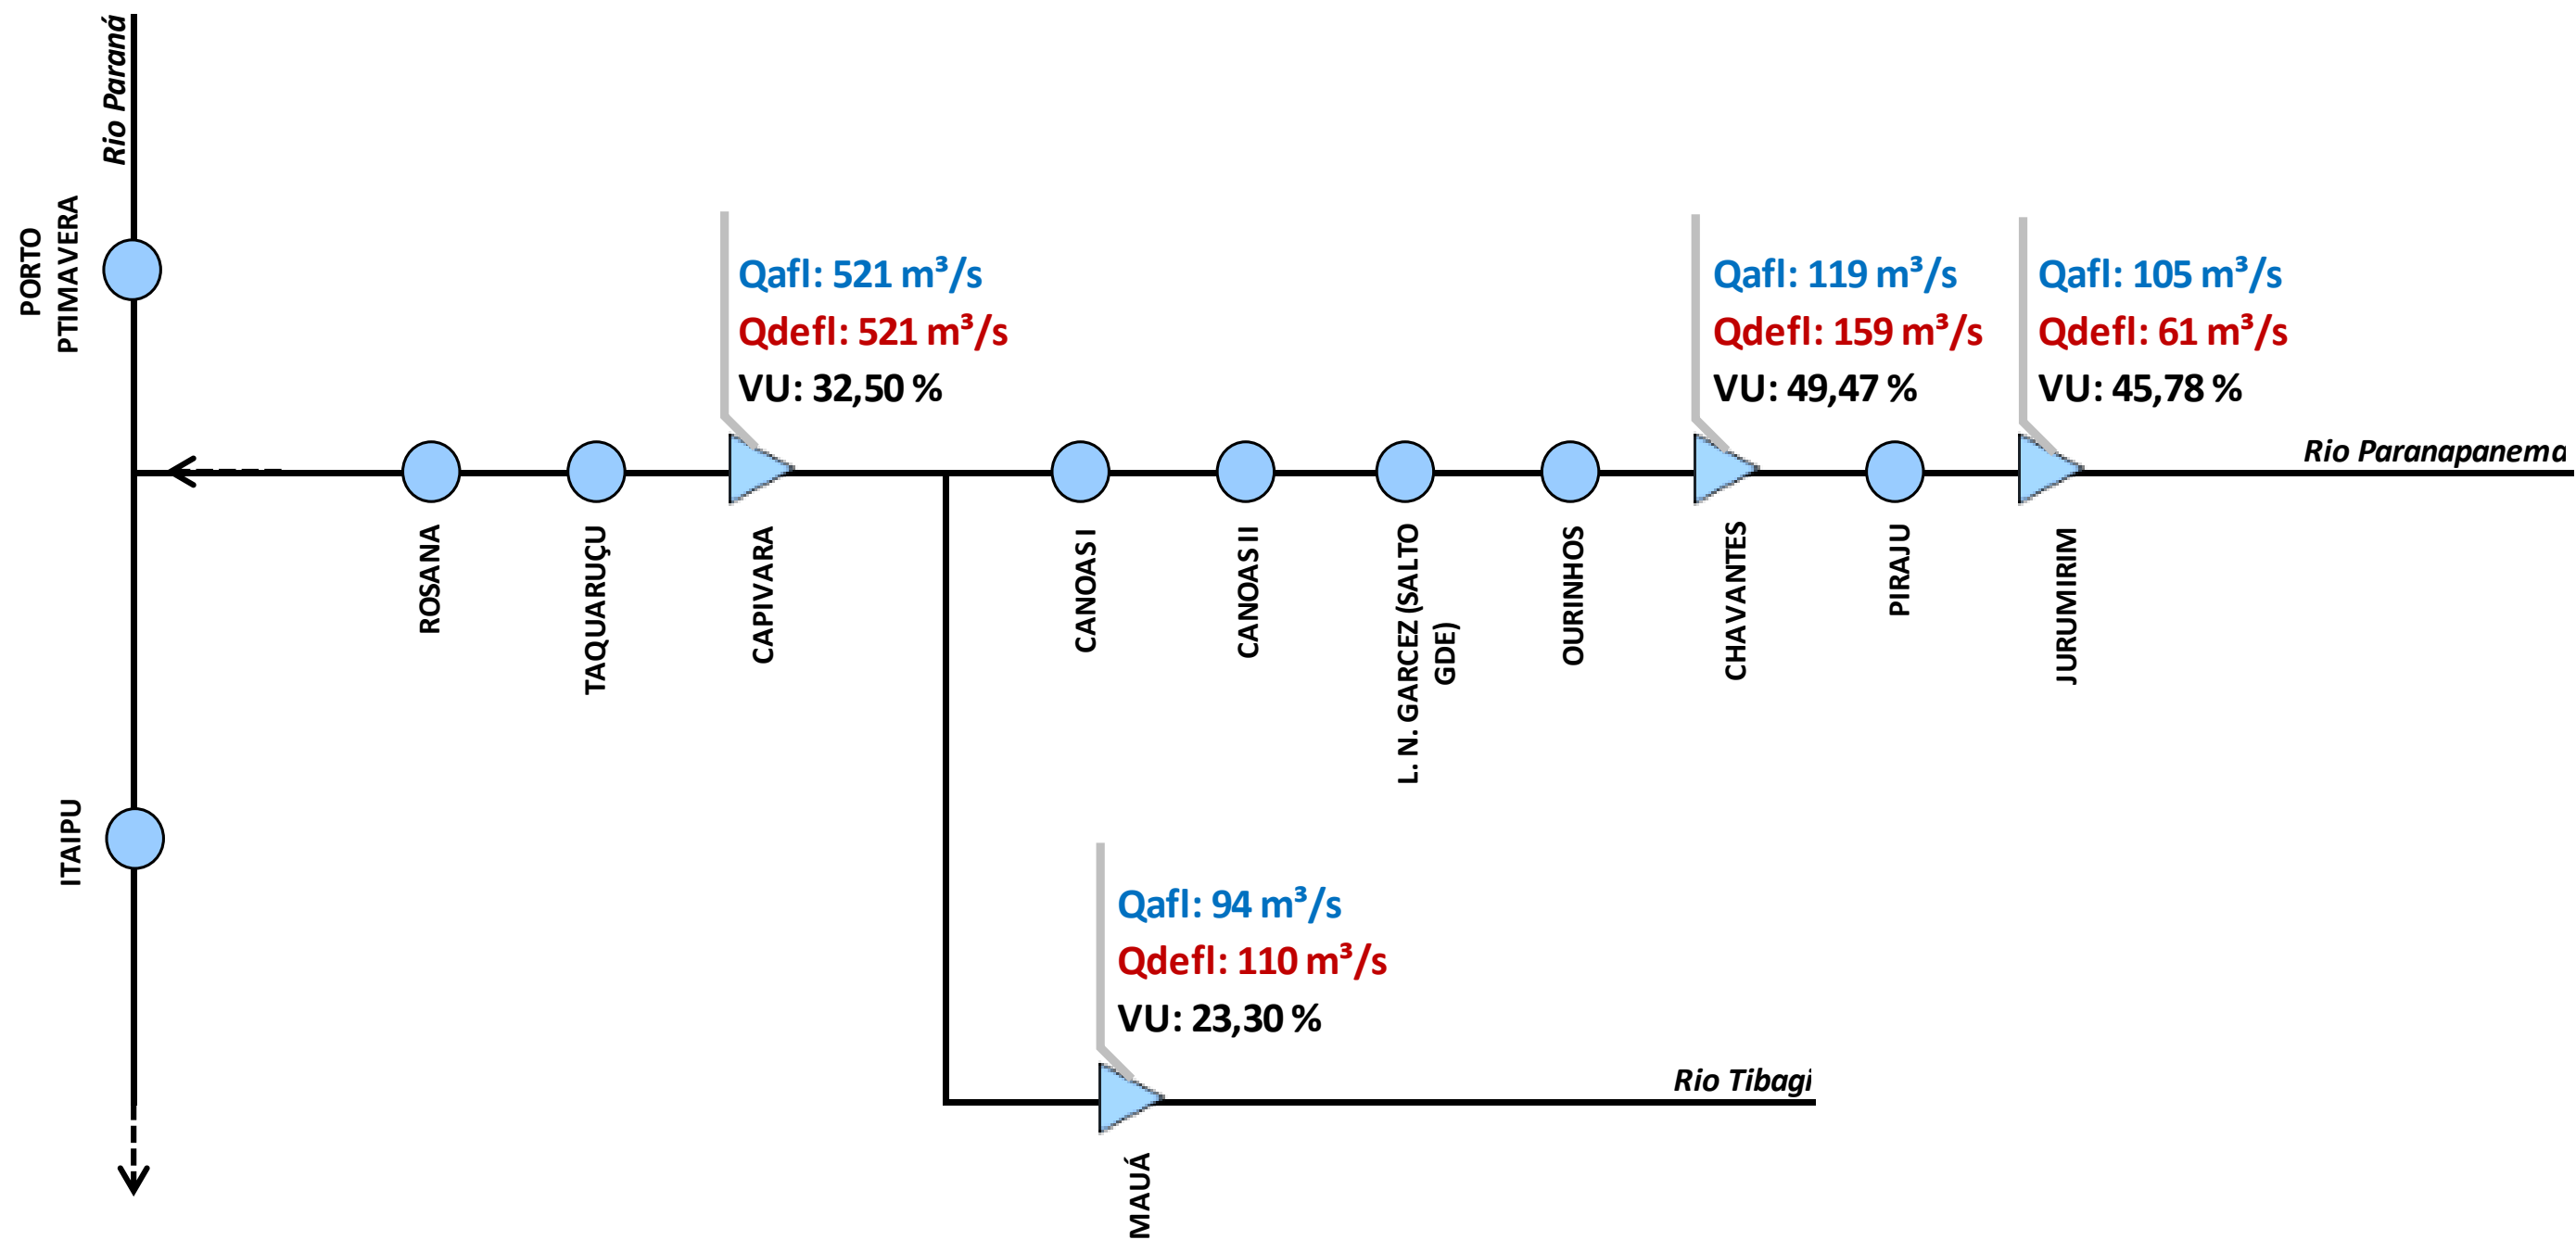 Rio Paraná
PORTO
PTIMAVERA
Qafl: 521 m³/s
Qdefl: 521 m³/s
VU: 32,50 %
Qafl: 119 m³/s
Qdefl: 159 m³/s
VU: 49,47 %
Qafl: 105 m³/s
Qdefl: 61 m³/s
VU: 45,78 %
Rio Paranapanema
ROSANA
TAQUARUÇU
CAPIVARA
CANOAS I
CANOAS II
L. N. GARCEZ (SALTO
GDE)
OURINHOS
CHAVANTES
PIRAJU
JURUMIRIM
ITAIPU
Qafl: 94 m³/s
Qdefl: 110 m³/s
VU: 23,30 %
Rio Tibagi
MAUÁ